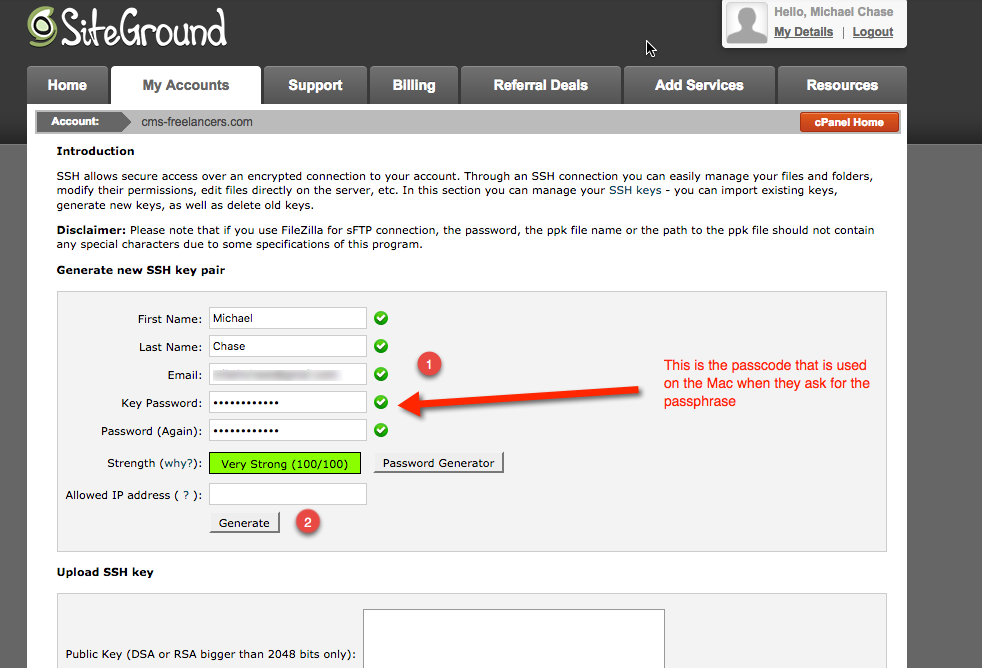 SiteGround
Hello, Michael Chase
My Details | Logout
Home
My Accounts
Support
Billing
Referral Deals
Add Services
Resources
Account:
cms-freelancers.com
cPanel Home
Introduction
SSH allows secure access over an encrypted connection to your account. Through an SSH connection you can easily manage your files and folders,
modify their permissions, edit files directly on the server, etc. In this section you can manage your SSH keys - you can import existing keys,
generate new keys, as well as delete old keys.
Disclaimer: Please note that if you use FileZilla for sFTP connection, the password, the ppk file name or the path to the ppk file should not contain
any special characters due to some specifications of this program.
Generate new SSH key pair
First Name: Michael
Last Name: Chase
Email:
1
Key Password: ••••••••••••
This is the passcode that is used
on the Mac when they ask for the
passphrase
Password (Again): ••••••••••••
Strength (why?): Very Strong (100/100) Password Generator
Allowed IP address ( ? ):
Generate
2
Upload SSH key
Public Key (DSA or RSA bigger than 2048 bits only):